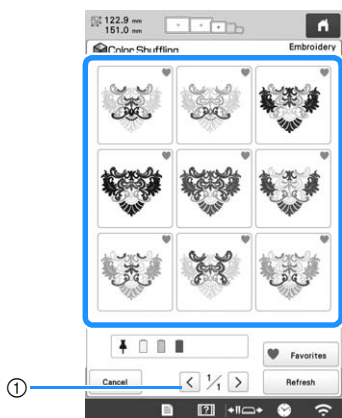 122.9 mm
151.0 mm
Color Shuffling
Embroidery
Favorites
①
Cancel
1/1
Refresh